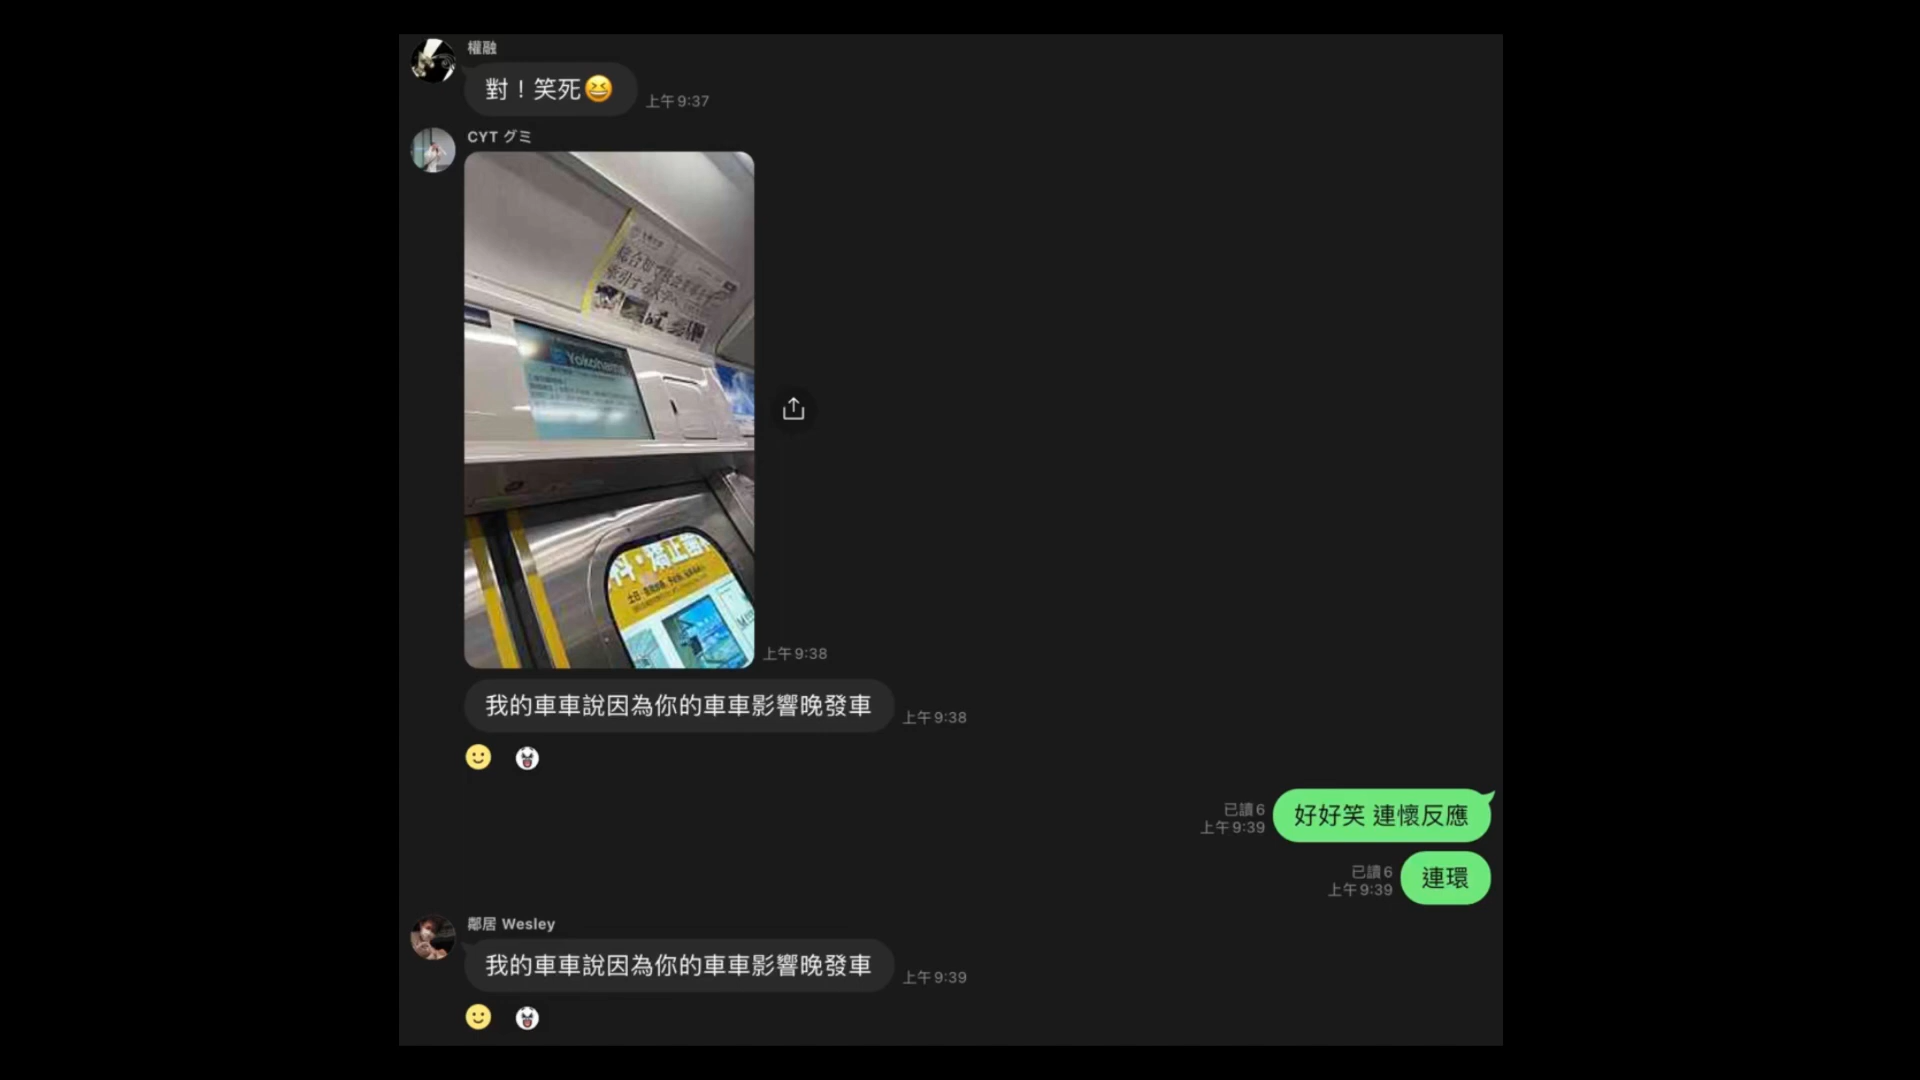 權融
對！笑死😆
上午 9:37
CYT グミ
Yokohama
科・矯正歯
上午 9:38
我的車車說因為你的車車影響晚發車
上午 9:38
好好笑 連懷反應
已讀 6
上午 9:39
連環
已讀 6
上午 9:39
鄰居 Wesley
我的車車說因為你的車車影響晚發車
上午 9:39